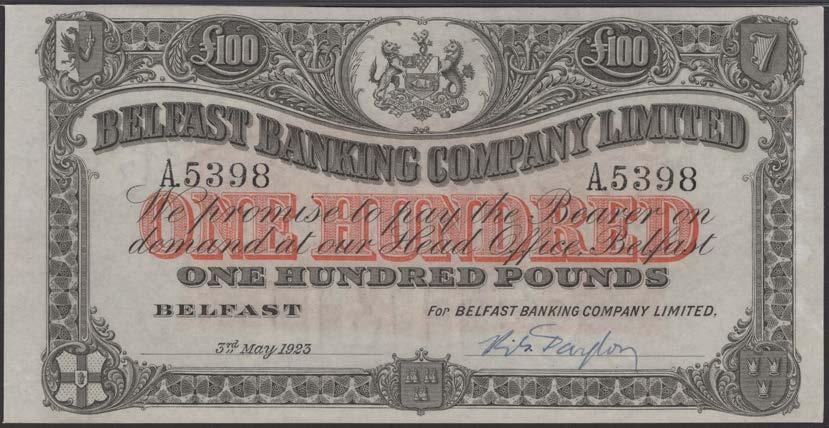 £100 £100
BELFAST BANKING COMPANY LIMITED
A.5398 A.5398
We promise to pay the Bearer on
ONE HUNDRED
demand at our Head Office, Belfast
ONE HUNDRED POUNDS
BELFAST For BELFAST BANKING COMPANY LIMITED.
3rd May 1923